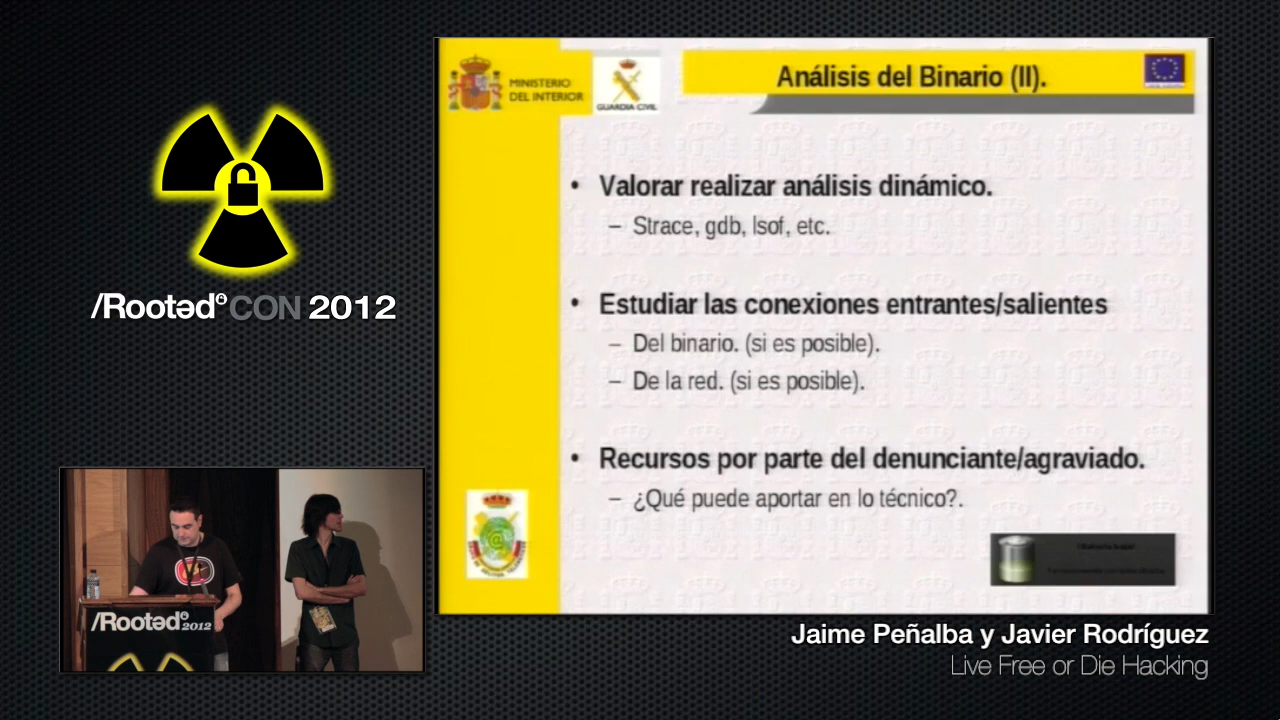 MINISTERIO
DEL INTERIOR
GUARDIA CIVIL
Análisis del Binario (II).
• Valorar realizar análisis dinámico.
– Strace, gdb, lsof, etc.
• Estudiar las conexiones entrantes/salientes
– Del binario. (si es posible).
– De la red. (si es posible).
• Recursos por parte del denunciante/agraviado.
– ¿Qué puede aportar en lo técnico?.
/Rootəd CON 2012
/Rootəd 2012
Jaime Peñalba y Javier Rodríguez
Live Free or Die Hacking